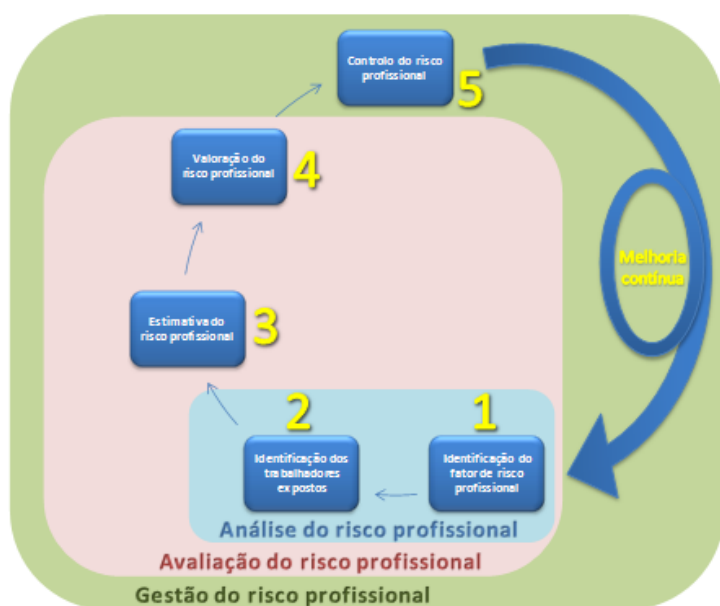 Controlo do risco
profissional
5
Valoração do
risco profissional
4
Melhoria
contínua
Estimativa do
risco profissional
3
2
1
Identificação dos
trabalhadores
expostos
Identificação do
fator de risco
profissional
Análise do risco profissional
Avaliação do risco profissional
Gestão do risco profissional